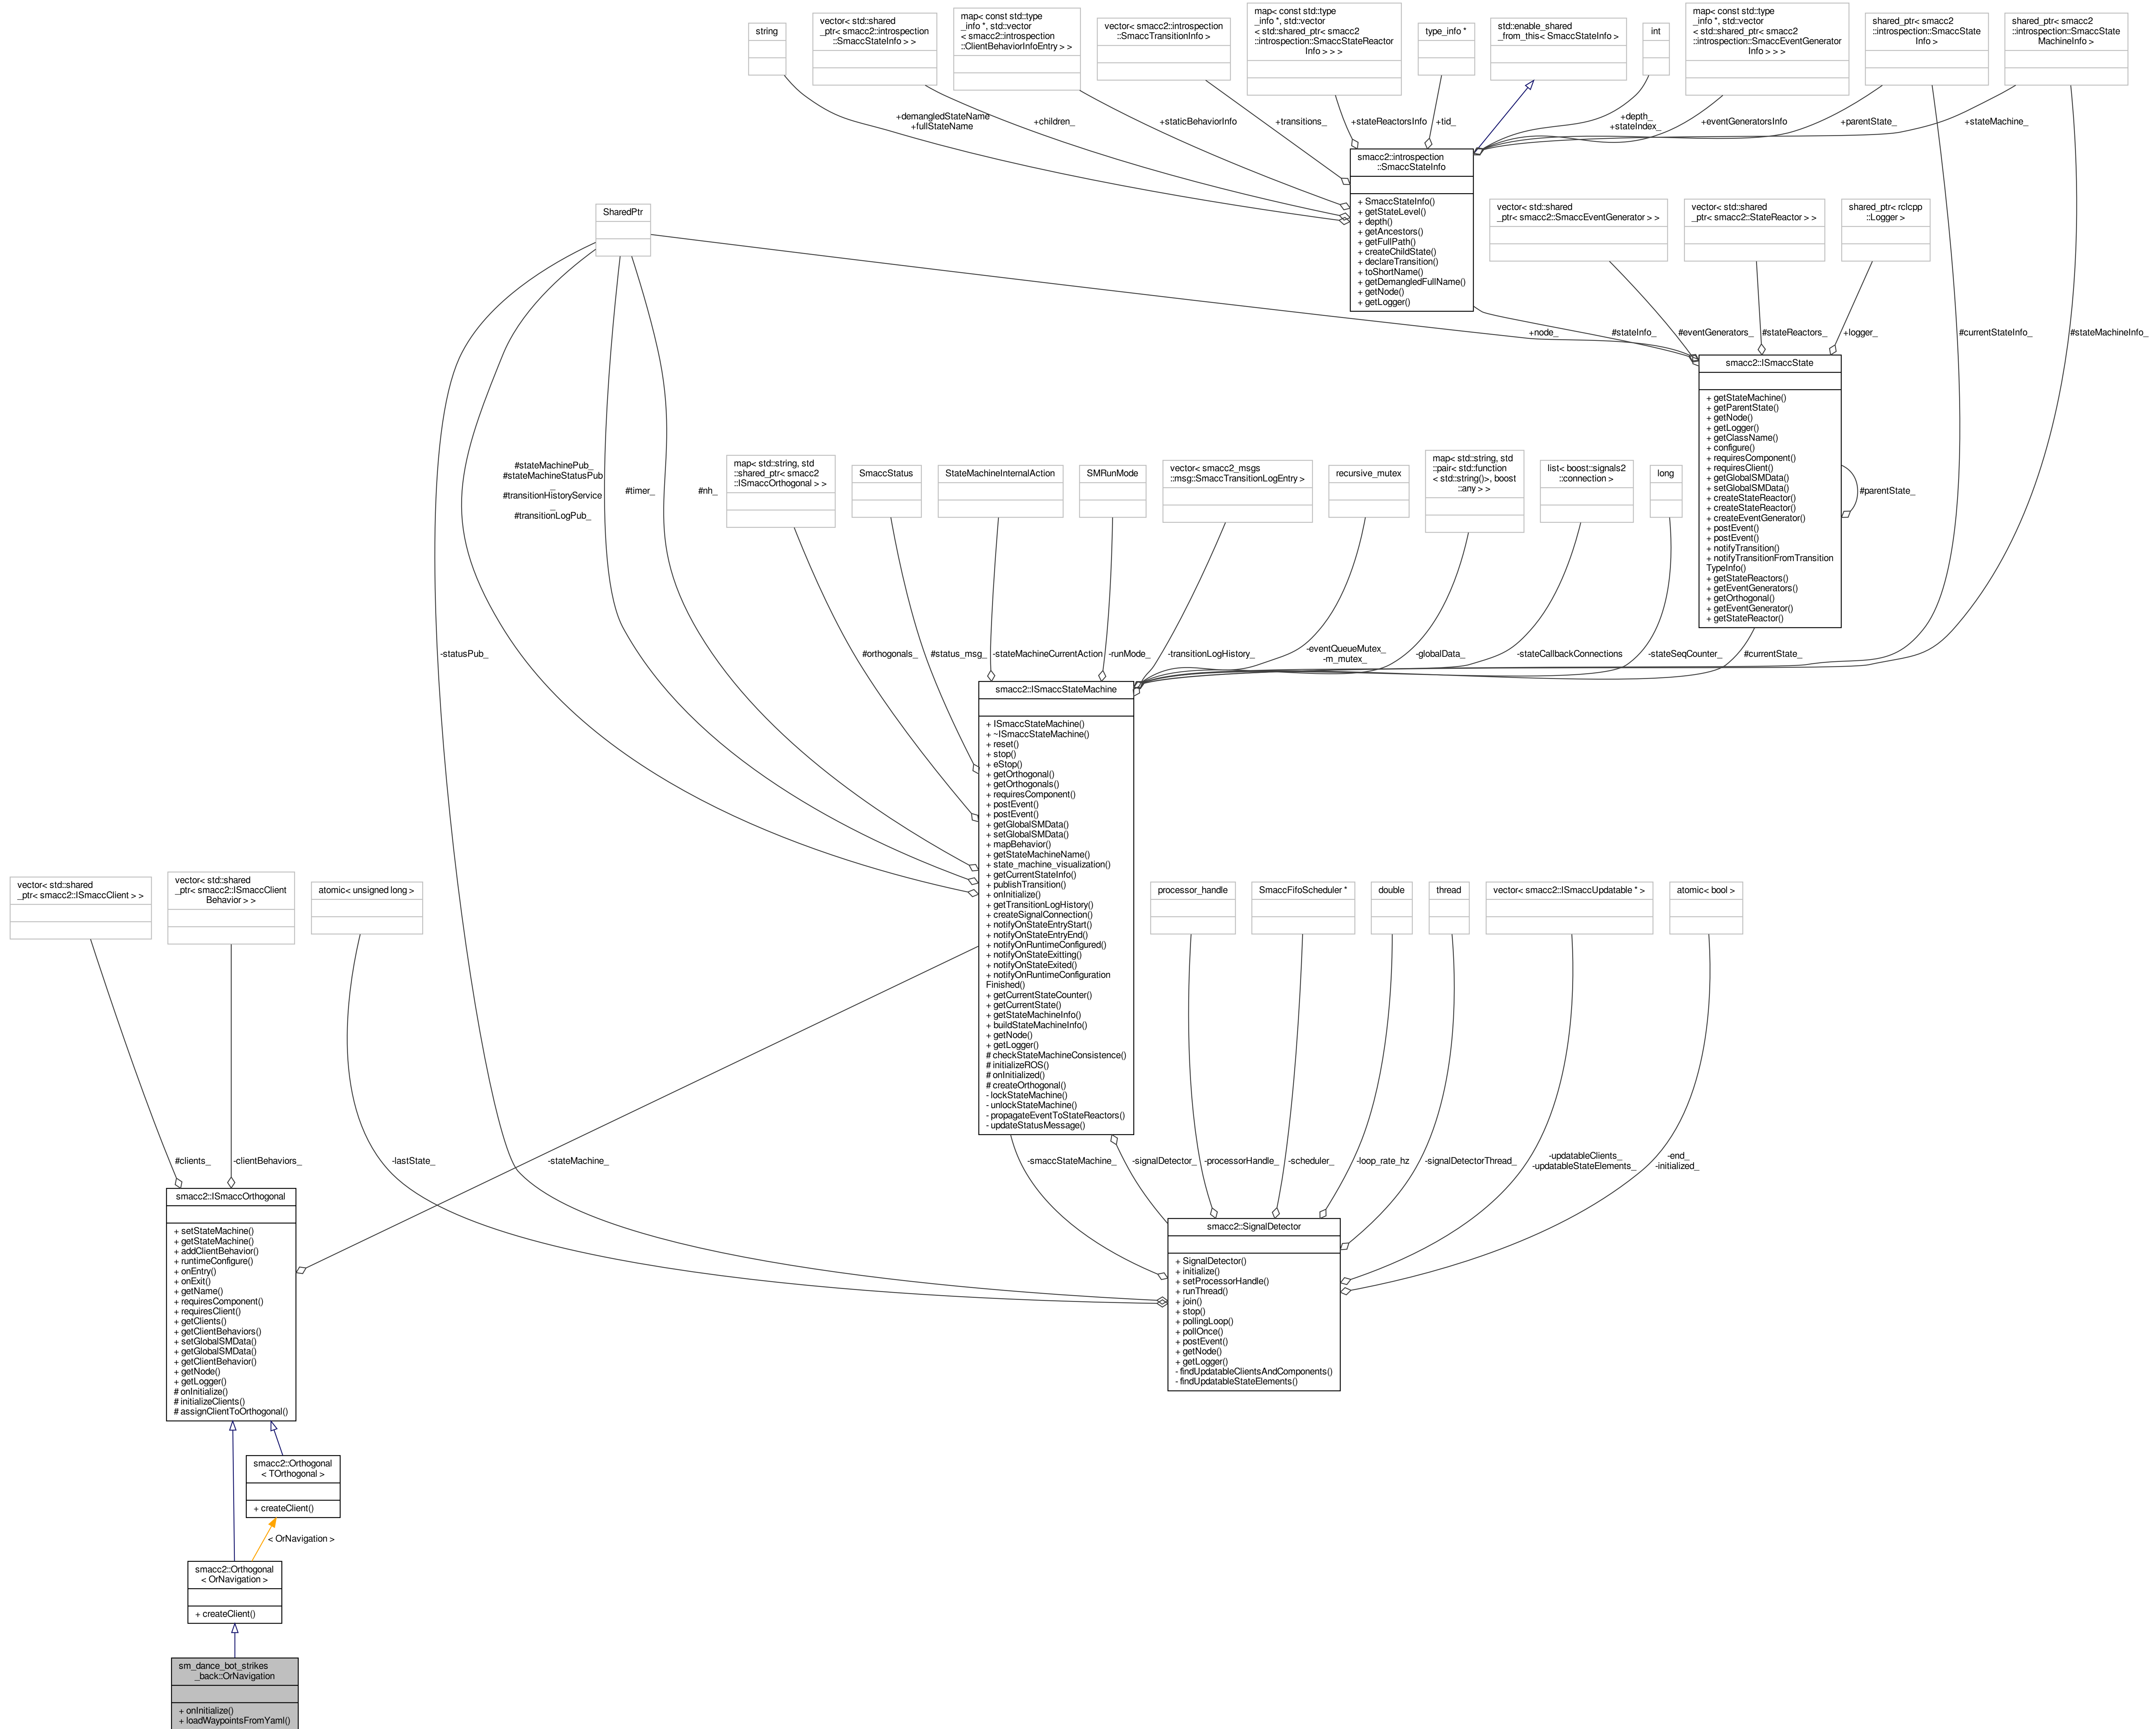 string
vector< std::shared
_ptr< smacc2::introspection
::SmaccStateInfo > >
map< const std::type
_info *, std::vector
< smacc2::introspection
::ClientBehaviorInfoEntry > >
vector< smacc2::introspection
::SmaccTransitionInfo >
map< const std::type
_info *, std::vector
< std::shared_ptr< smacc2
::introspection::SmaccStateReactor
Info > > >
type_info *
std::enable_shared
_from_this< SmaccStateInfo >
int
map< const std::type
_info *, std::vector
< std::shared_ptr< smacc2
::introspection::SmaccEventGenerator
Info > > >
shared_ptr< smacc2
::introspection::SmaccState
Info >
shared_ptr< smacc2
::introspection::SmaccState
MachineInfo >
+demangledStateName
+fullStateName
+children_
+staticBehaviorInfo
+transitions_
+stateReactorsInfo
+tid_
+depth_
+stateIndex_
+eventGeneratorsInfo
+parentState_
+stateMachine_
smacc2::introspection
::SmaccStateInfo
+ SmaccStateInfo()
+ getStateLevel()
+ depth()
+ getAncestors()
+ getFullPath()
+ createChildState()
+ declareTransition()
+ toShortName()
+ getDemangledFullName()
+ getNode()
+ getLogger()
SharedPtr
vector< std::shared
_ptr< smacc2::SmaccEventGenerator > >
vector< std::shared
_ptr< smacc2::StateReactor > >
shared_ptr< rclcpp
::Logger >
+node_
#stateInfo_
#eventGenerators_
#stateReactors_
+logger_
#currentStateInfo_
#stateMachineInfo_
smacc2::ISmaccState
+ getStateMachine()
+ getParentState()
+ getNode()
+ getLogger()
+ getClassName()
+ configure()
+ requiresComponent()
+ requiresClient()
+ getGlobalSMData()
+ setGlobalSMData()
+ createStateReactor()
+ createStateReactor()
+ createEventGenerator()
+ postEvent()
+ postEvent()
+ notifyTransition()
+ notifyTransitionFromTransition
TypeInfo()
+ getStateReactors()
+ getEventGenerators()
+ getOrthogonal()
+ getEventGenerator()
+ getStateReactor()
#parentState_
#stateMachinePub_
#stateMachineStatusPub
_
#transitionHistoryService
_
#transitionLogPub_
#timer_
#nh_
map< std::string, std
::shared_ptr< smacc2
::ISmaccOrthogonal > >
SmaccStatus
StateMachineInternalAction
SMRunMode
vector< smacc2_msgs
::msg::SmaccTransitionLogEntry >
recursive_mutex
map< std::string, std
::pair< std::function
< std::string()>, boost
::any > >
list< boost::signals2
::connection >
long
-statusPub_
#orthogonals_
#status_msg_
-stateMachineCurrentAction
-runMode_
-transitionLogHistory_
-eventQueueMutex_
-m_mutex_
-globalData_
-stateCallbackConnections
-stateSeqCounter_
#currentState_
smacc2::ISmaccStateMachine
+ ISmaccStateMachine()
+ ~ISmaccStateMachine()
+ reset()
+ stop()
+ eStop()
+ getOrthogonal()
+ getOrthogonals()
+ requiresComponent()
+ postEvent()
+ postEvent()
+ getGlobalSMData()
+ setGlobalSMData()
+ mapBehavior()
+ getStateMachineName()
+ state_machine_visualization()
+ getCurrentStateInfo()
+ publishTransition()
+ onInitialize()
+ getTransitionLogHistory()
+ createSignalConnection()
+ notifyOnStateEntryStart()
+ notifyOnStateEntryEnd()
+ notifyOnRuntimeConfigured()
+ notifyOnStateExitting()
+ notifyOnStateExited()
+ notifyOnRuntimeConfiguration
Finished()
+ getCurrentStateCounter()
+ getCurrentState()
+ getStateMachineInfo()
+ buildStateMachineInfo()
+ getNode()
+ getLogger()
# checkStateMachineConsistence()
# initializeROS()
# onInitialized()
# createOrthogonal()
- lockStateMachine()
- unlockStateMachine()
- propagateEventToStateReactors()
- updateStatusMessage()
vector< std::shared
_ptr< smacc2::ISmaccClient > >
vector< std::shared
_ptr< smacc2::ISmaccClient
Behavior > >
atomic< unsigned long >
processor_handle
SmaccFifoScheduler *
double
thread
vector< smacc2::ISmaccUpdatable * >
atomic< bool >
#clients_
-clientBehaviors_
-lastState_
-stateMachine_
-smaccStateMachine_
-signalDetector_
-processorHandle_
-scheduler_
-loop_rate_hz
-signalDetectorThread_
-updatableClients_
-updatableStateElements_
-end_
-initialized_
smacc2::ISmaccOrthogonal
+ setStateMachine()
+ getStateMachine()
+ addClientBehavior()
+ runtimeConfigure()
+ onEntry()
+ onExit()
+ getName()
+ requiresComponent()
+ requiresClient()
+ getClients()
+ getClientBehaviors()
+ setGlobalSMData()
+ getGlobalSMData()
+ getClientBehavior()
+ getNode()
+ getLogger()
# onInitialize()
# initializeClients()
# assignClientToOrthogonal()
smacc2::SignalDetector
+ SignalDetector()
+ initialize()
+ setProcessorHandle()
+ runThread()
+ join()
+ stop()
+ pollingLoop()
+ pollOnce()
+ postEvent()
+ getNode()
+ getLogger()
- findUpdatableClientsAndComponents()
- findUpdatableStateElements()
smacc2::Orthogonal
< TOrthogonal >
+ createClient()
< OrNavigation >
smacc2::Orthogonal
< OrNavigation >
+ createClient()
sm_dance_bot_strikes
_back::OrNavigation
+ onInitialize()
+ loadWaypointsFromYaml()